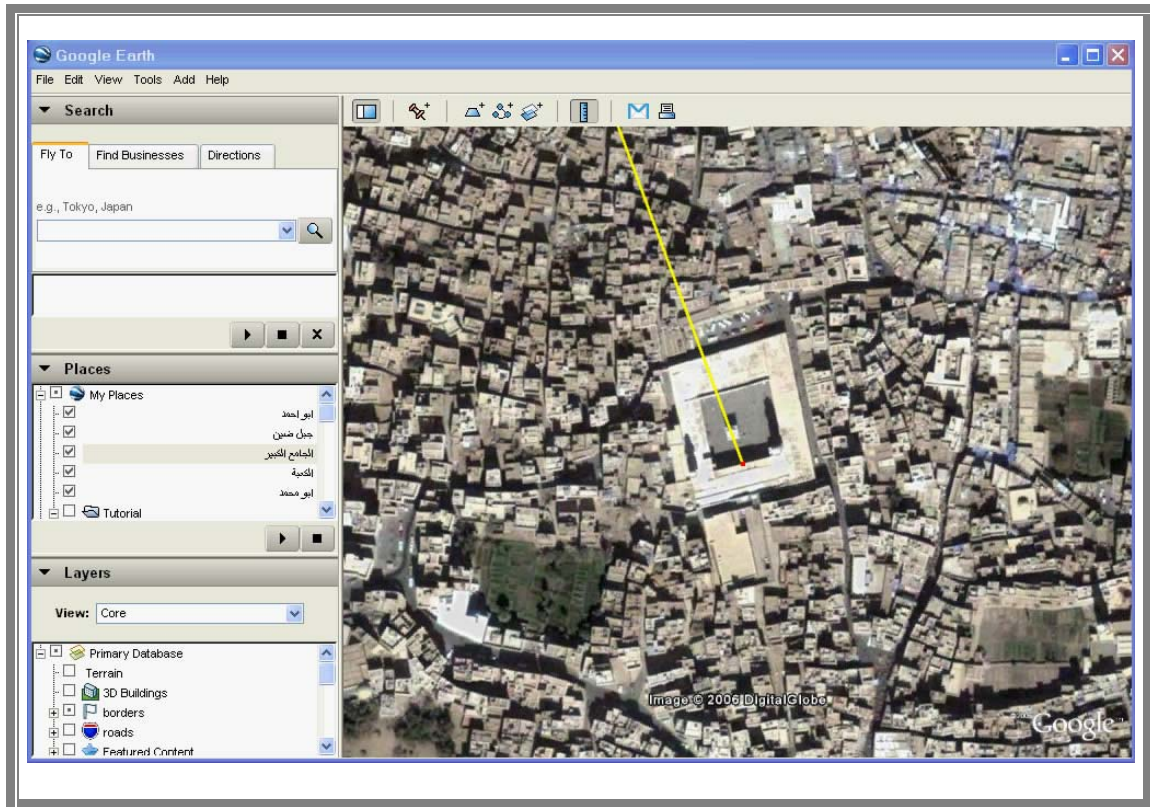 Google Earth
File Edit View Tools Add Help
Search
Fly To Find Businesses Directions
e.g., Tokyo, Japan
Places
My Places
ابو احمد
جبل ضين
الجامع الكبير
الكعبة
ابو محمد
Tutorial
Layers
View: Core
Primary Database
Terrain
3D Buildings
borders
roads
Featured Content
Image © 2006 DigitalGlobe
Google